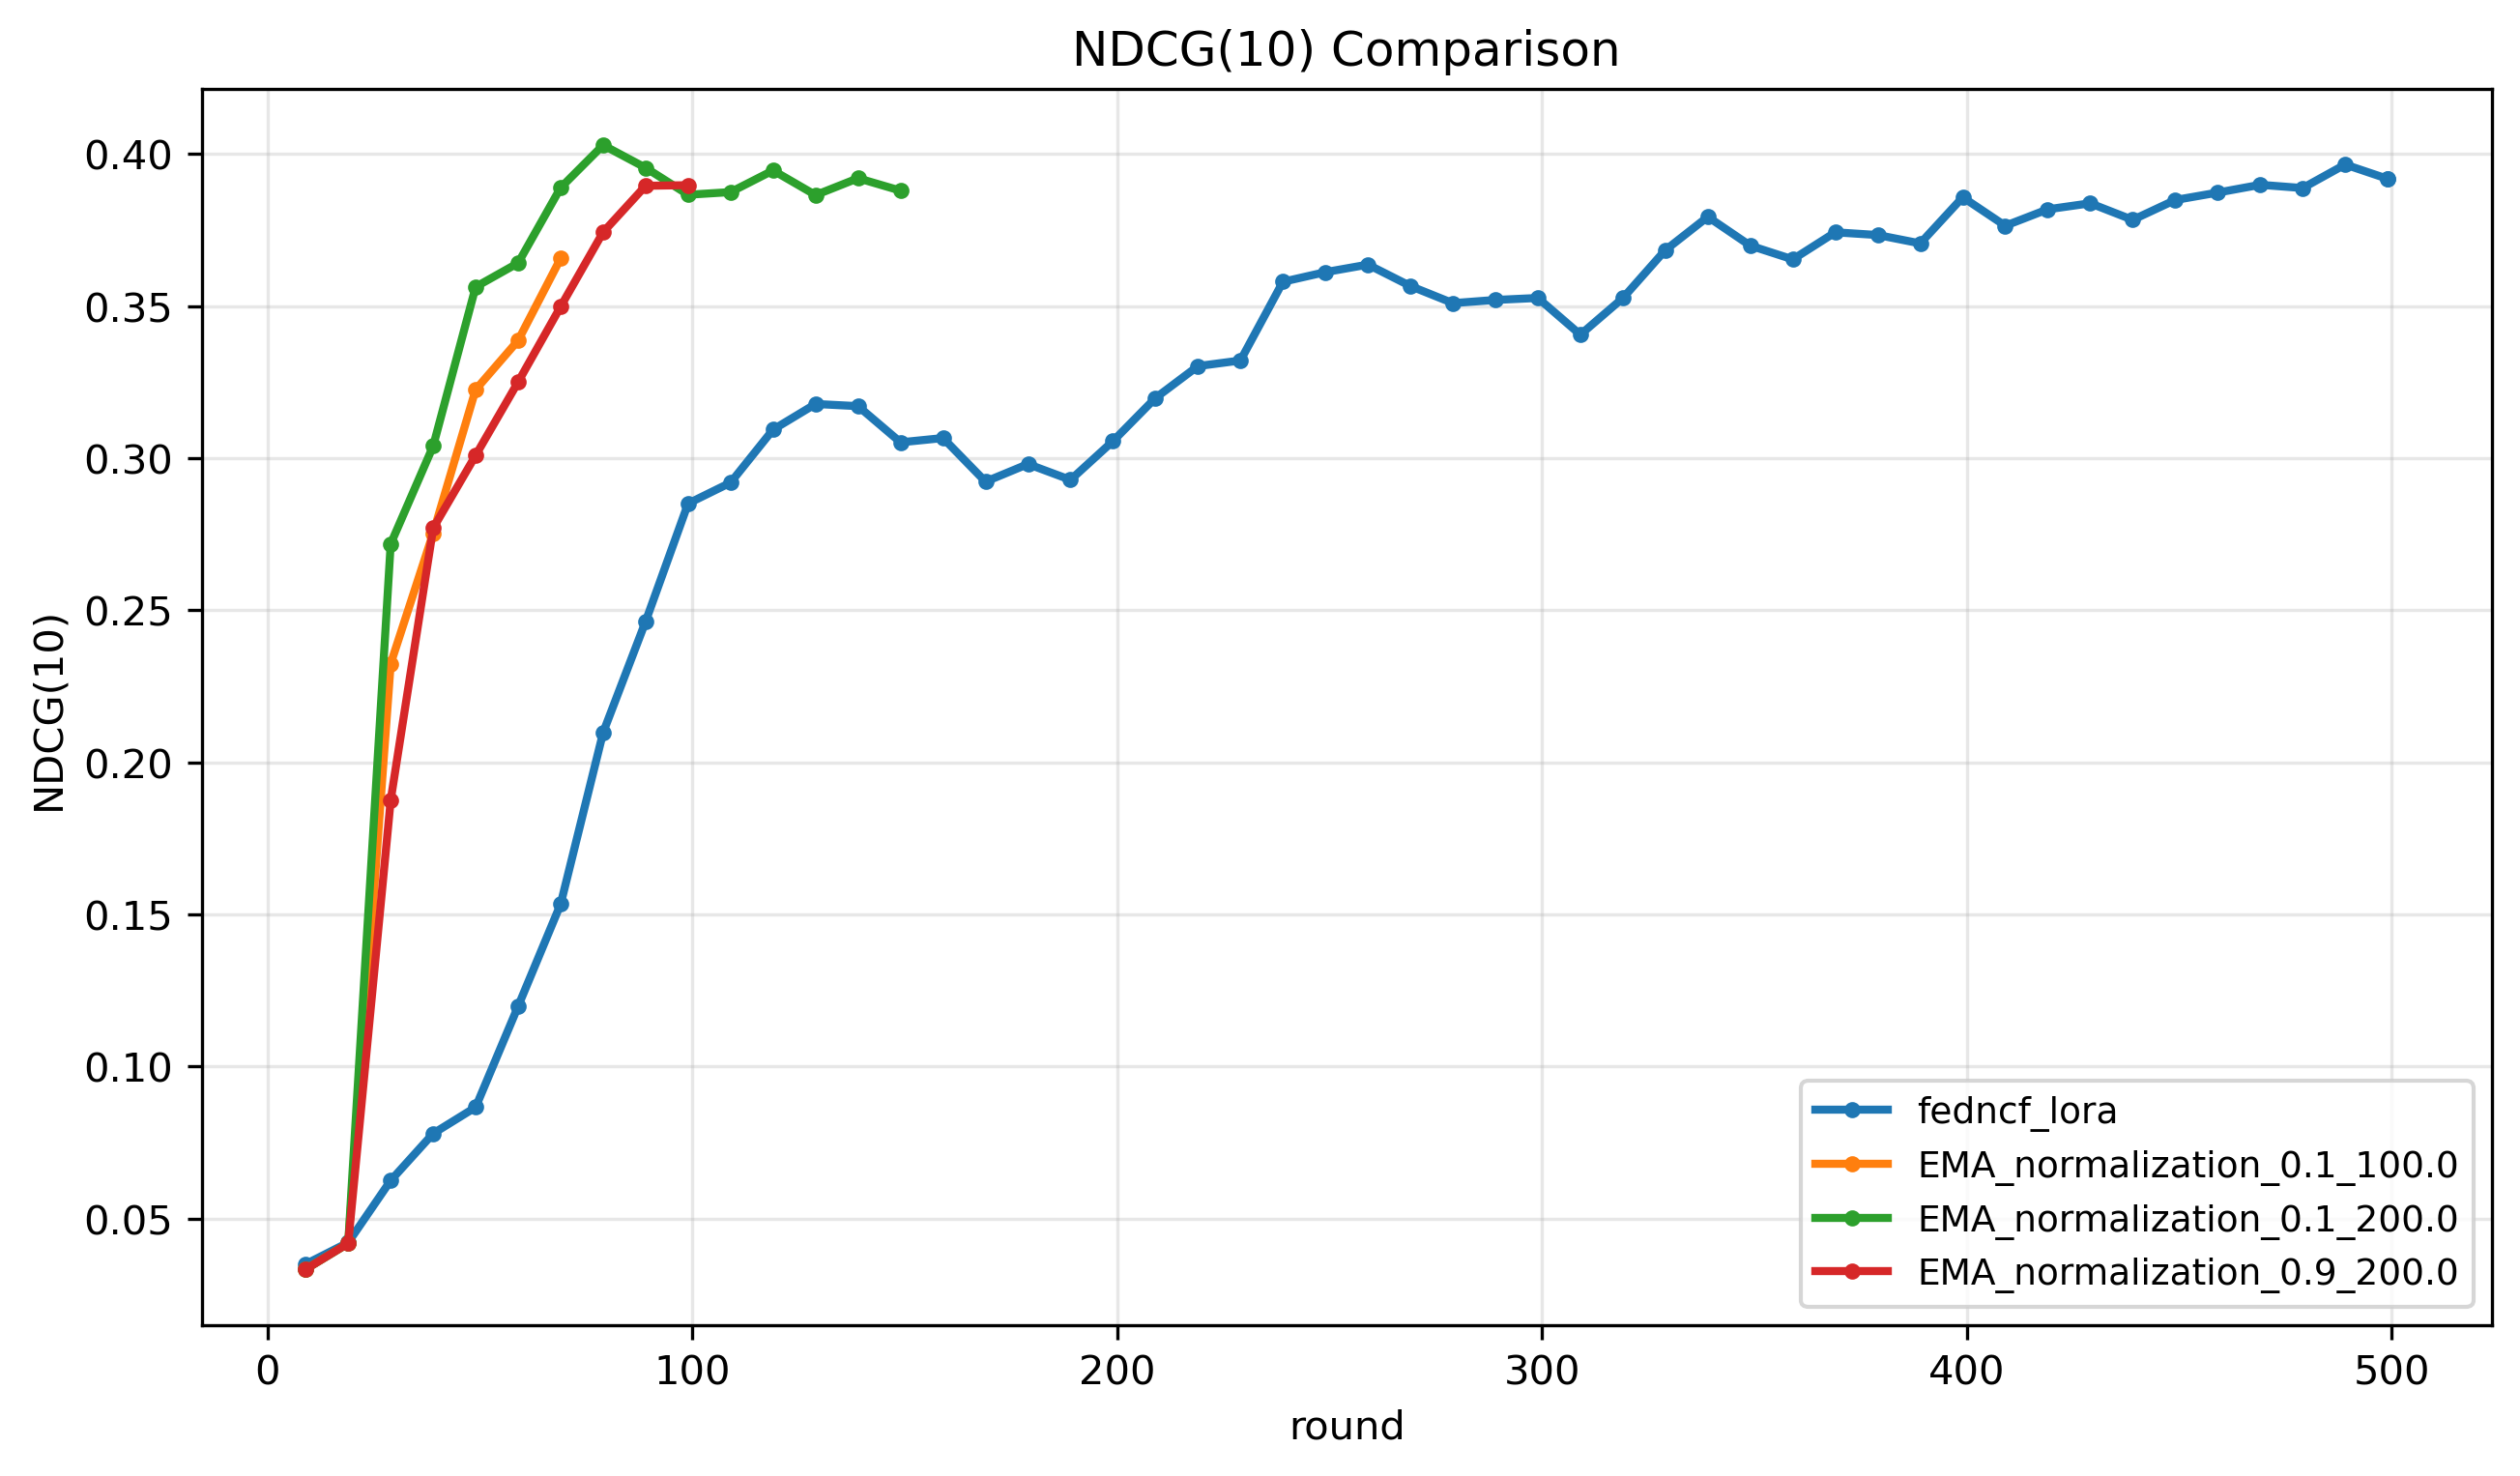 NDCG(10) Comparison
NDCG(10)
0.40
0.35
0.30
0.25
0.20
0.15
0.10
0.05
0 100 200 300 400 500
round
fedncf_lora
EMA_normalization_0.1_100.0
EMA_normalization_0.1_200.0
EMA_normalization_0.9_200.0